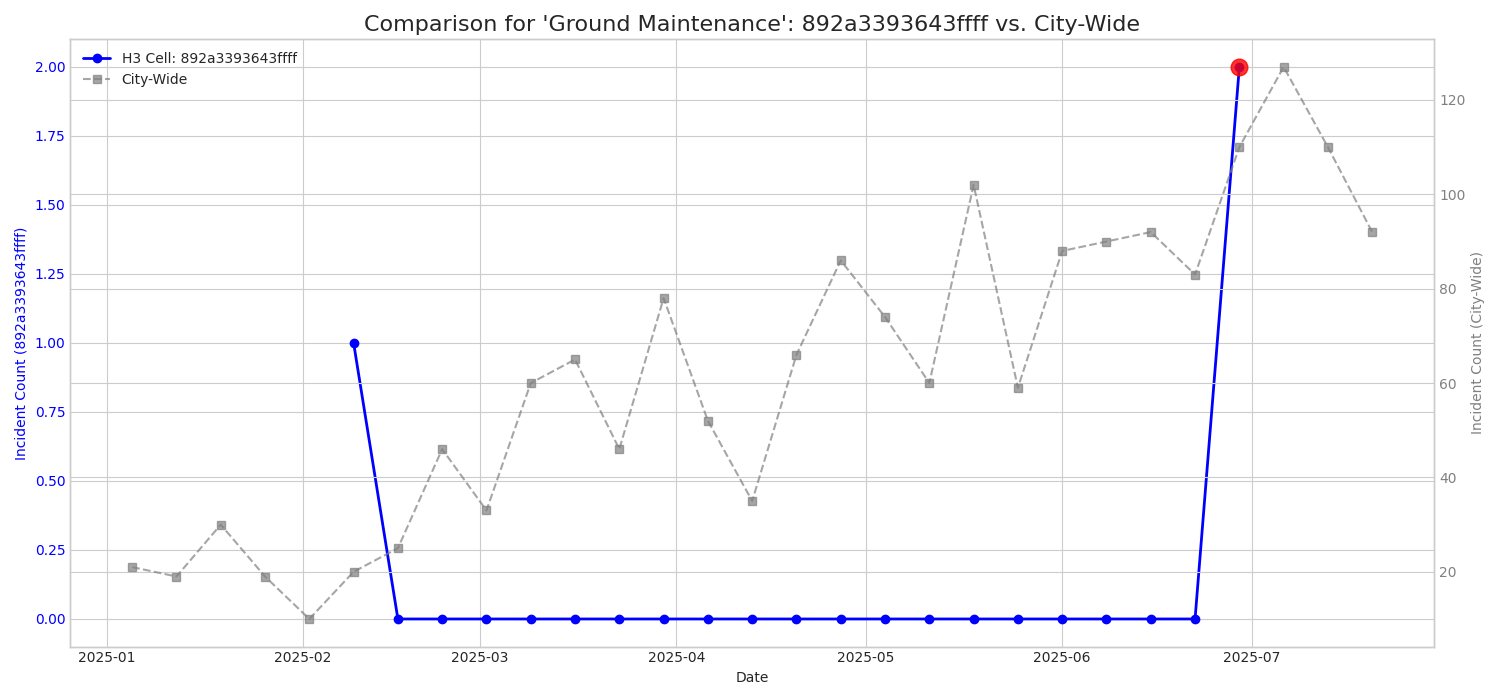 Comparison for 'Ground Maintenance': 892a3393643ffff vs. City-Wide
H3 Cell: 892a3393643ffff
City-Wide
Incident Count (892a3393643ffff)
2.00
1.75
1.50
1.25
1.00
0.75
0.50
0.25
0.00
120
100
80
60
40
20
Incident Count (City-Wide)
2025-01 2025-02 2025-03 2025-04 2025-05 2025-06 2025-07
Date